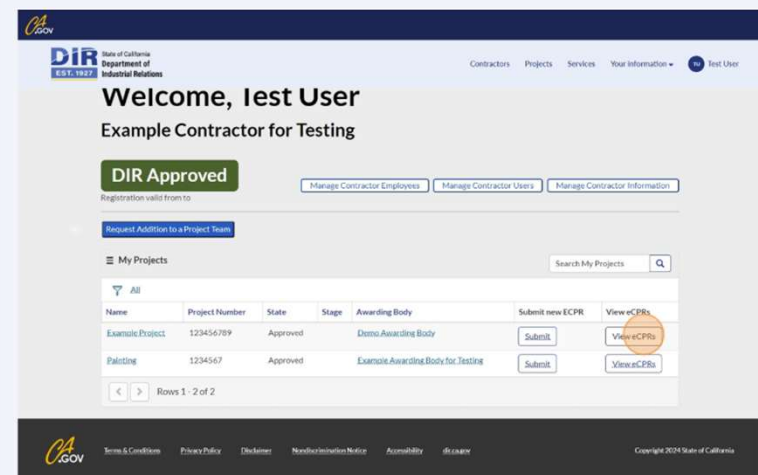 CA.GOV
DIR
EST. 1927
State of California
Department of
Industrial Relations
Contractors Projects Services Your Information TU Test User
Welcome, Test User
Example Contractor for Testing
DIR Approved
Registration valid from to
Manage Contractor Employees Manage Contractor Users Manage Contractor Information
Request Addition to a Project Team
My Projects
Search My Projects
All
Name Project Number State Stage Awarding Body Submit new ECPR View eCPRs
Example Project 123456789 Approved Demo Awarding Body Submit View eCPRs
Painting 1234567 Approved Example Awarding Body for Testing Submit View eCPRs
< > Rows 1 - 2 of 2
CA.GOV
Terms & Conditions Privacy Policy Disclaimer Nondiscrimination Notice Accessibility dir.ca.gov Copyright 2024 State of California